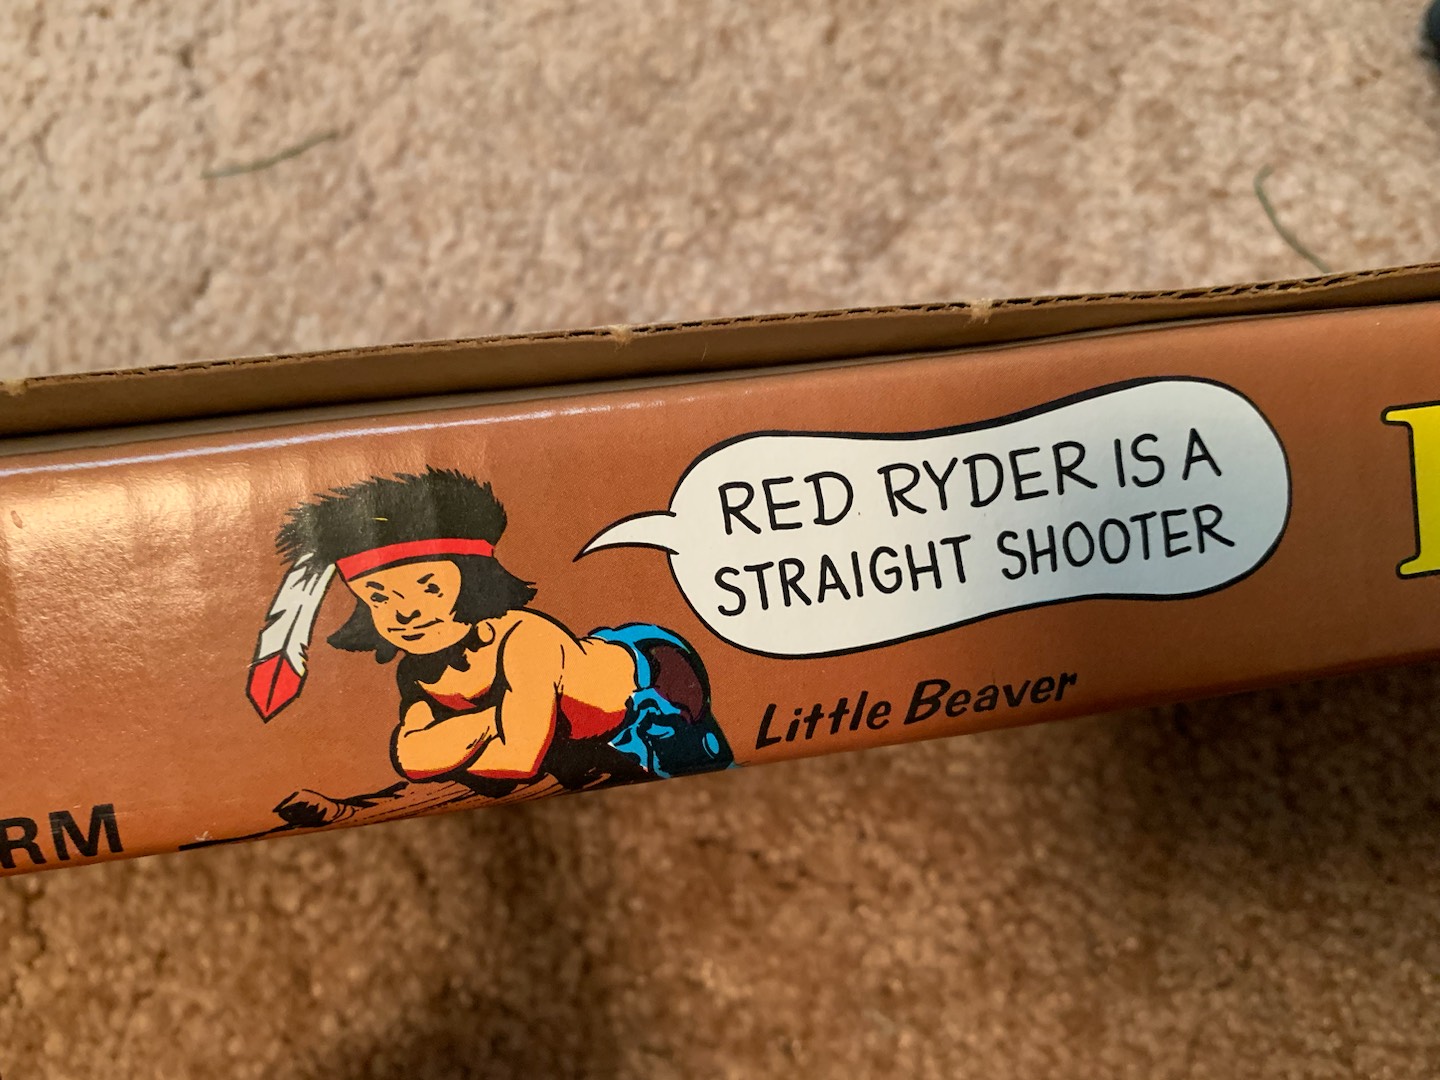 RED RYDER IS A
STRAIGHT SHOOTER
Little Beaver
RM